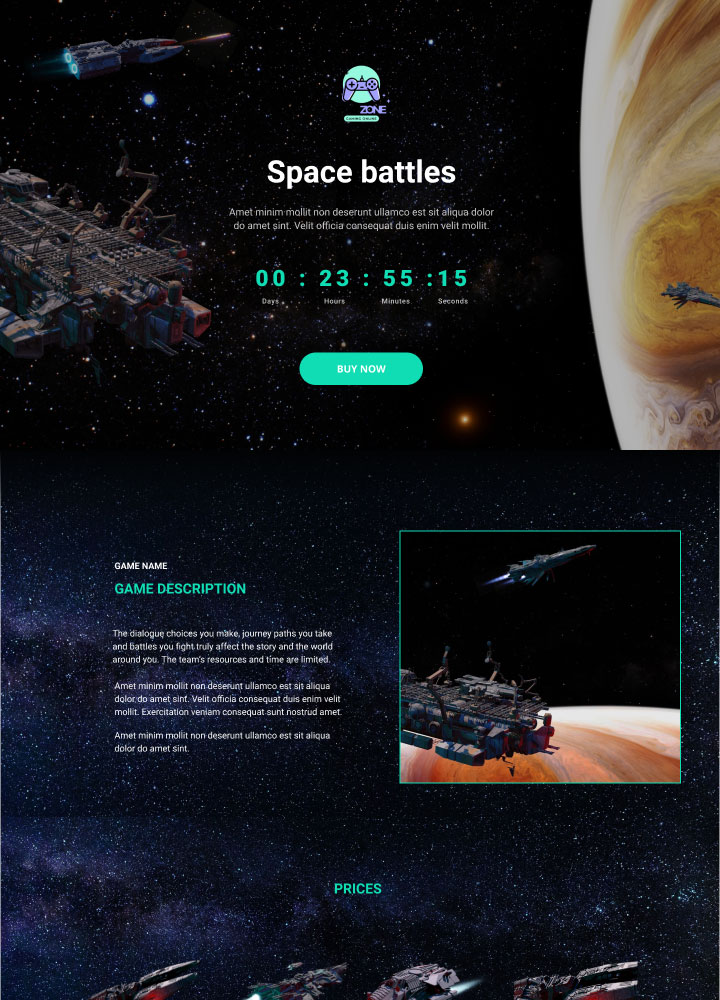 ZONE
GAMING ONLINE
Space battles
Amet minim mollit non deserunt ullamco est sit aliqua dolor
do amet sint. Velit officia consequat duis enim velit mollit.
00 : 23 : 55 :15
Days Hours Minutes Seconds
BUY NOW
GAME NAME
GAME DESCRIPTION
The dialogue choices you make, journey paths you take
and battles you fight truly affect the story and the world
around you. The team's resources and time are limited.
Amet minim mollit non deserunt ullamco est sit aliqua
dolor do amet sint. Velit officia consequat duis enim velit
mollit. Exercitation veniam consequat sunt nostrud amet.
Amet minim mollit non deserunt ullamco est sit aliqua
dolor do amet sint.
PRICES